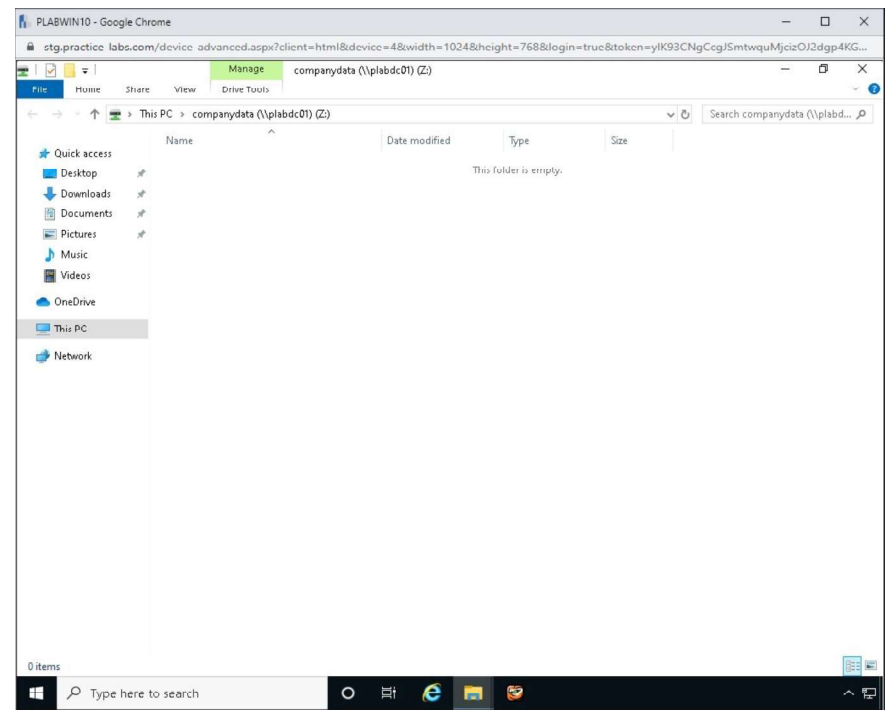 PLABWIN10 - Google Chrome
stg.practice-labs.com/device-advanced.aspx?client=html&device=4&width=1024&height=768&login=true&token=yIK93CNgCcgJSmtwquMjcizOJ2dgp4KG...
Manage companydata (\\plabdc01) (Z:)
File Home Share View Drive Tools
This PC > companydata (\\plabdc01) (Z:) Search companydata (\\plabd...
Name Date modified Type Size
This folder is empty.
Quick access
Desktop
Downloads
Documents
Pictures
Music
Videos
OneDrive
This PC
Network
0 items
Type here to search